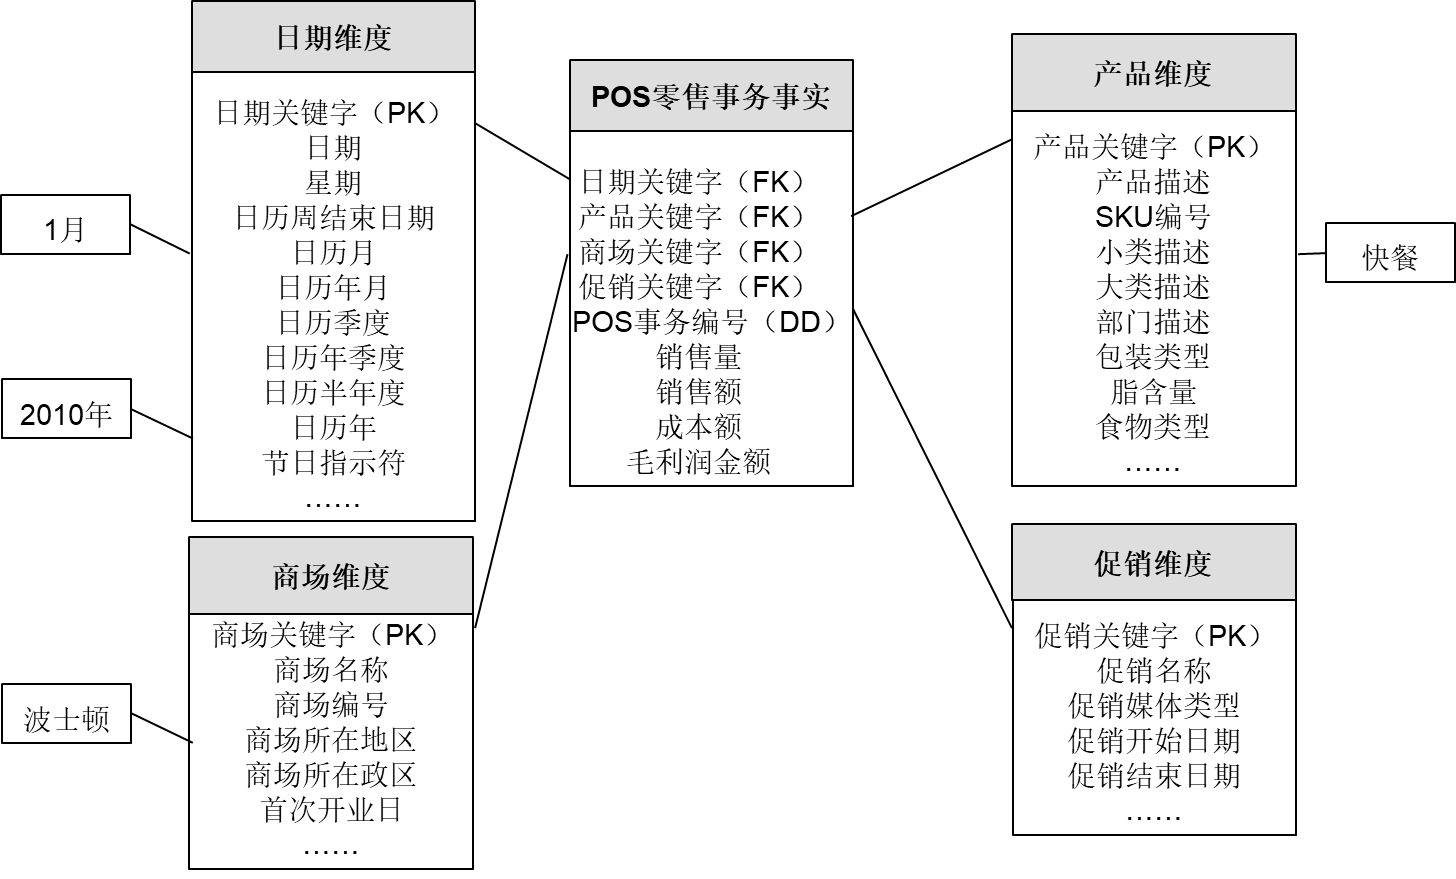 日期维度
日期关键字（PK）
日期
星期
日历周结束日期
日历月
日历年月
日历季度
日历年季度
日历半年度
日历年
节日指示符
……
1月
2010年
商场维度
商场关键字（PK）
商场名称
商场编号
商场所在地区
商场所在政区
首次开业日
……
波士顿
POS零售事务事实
日期关键字（FK）
产品关键字（FK）
商场关键字（FK）
促销关键字（FK）
POS事务编号（DD）
销售量
销售额
成本额
毛利润金额
产品维度
产品关键字（PK）
产品描述
SKU编号
小类描述
大类描述
部门描述
包装类型
脂含量
食物类型
……
快餐
促销维度
促销关键字（PK）
促销名称
促销媒体类型
促销开始日期
促销结束日期
……